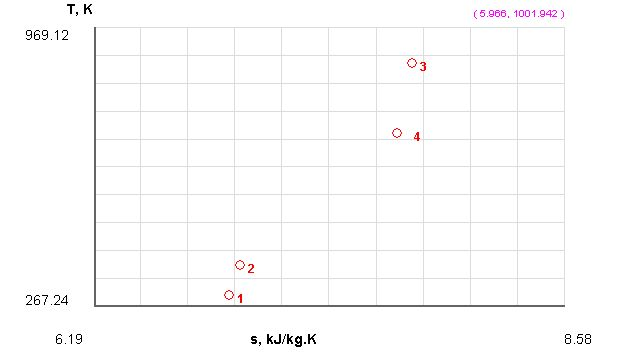 T, K
( 5.966, 1001.942 )
969.12
3
4
2
1
267.24
6.19
s, kJ/kg.K
8.58